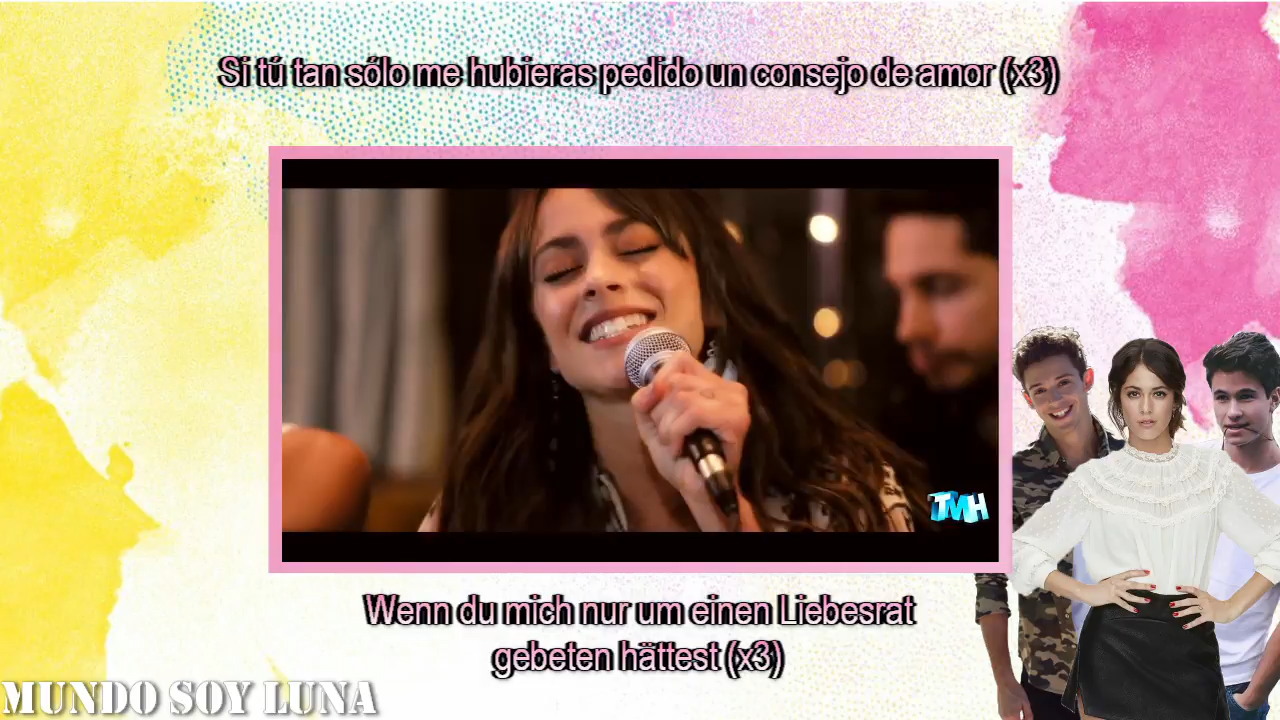 Si tú tan sólo me hubieras pedido un consejo de amor (x3)
TMH
Wenn du mich nur um einen Liebesrat
gebeten hättest (x3)
MUNDO SOY LUNA